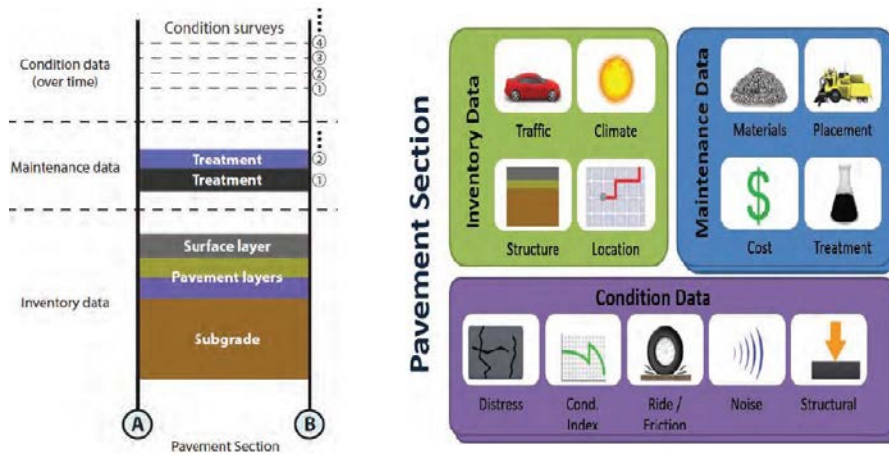 Condition surveys
④
③
②
①
Condition data
(over time)
Maintenance data
Treatment
②
Treatment
①
Surface layer
Pavement layers
Inventory data
Subgrade
A
B
Pavement Section
Pavement Section
Inventory Data
Traffic
Climate
Structure
Location
Maintenance Data
Materials
Placement
$
Cost
Treatment
Condition Data
Distress
Cond.
Index
Ride /
Friction
Noise
Structural